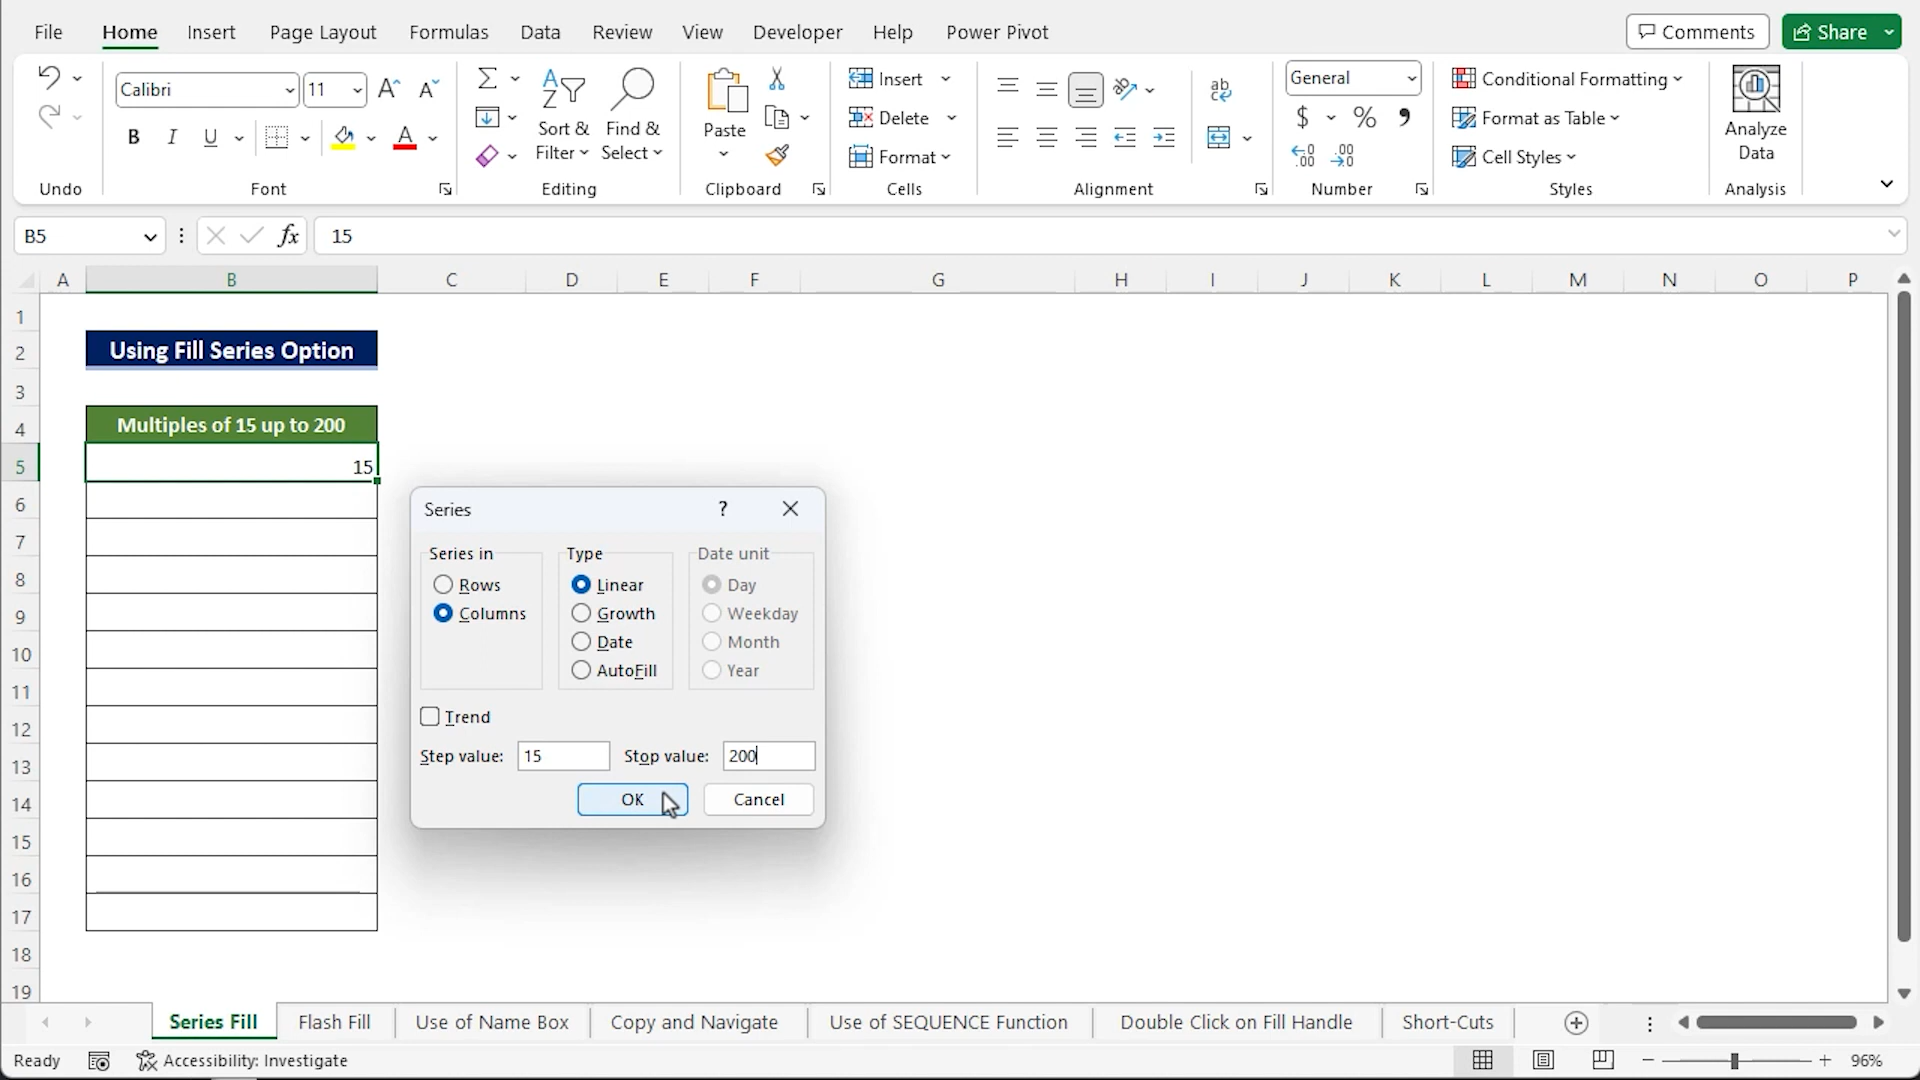 File Home Insert Page Layout Formulas Data Review View Developer Help Power Pivot Comments Share
Calibri 11 A A
B I U A
Undo
Font
Sort & Filter
Find & Select
Editing
Paste
Clipboard
Insert
Delete
Format
Cells
ab
Alignment
General
$ % ,
.00 .00
Number
Conditional Formatting
Format as Table
Cell Styles
Styles
Analyze Data
Analysis
B5 fx 15
A B C D E F G H I J K L M N O P
1
2 Using Fill Series Option
3
4 Multiples of 15 up to 200
5 15
6
7
8
9
10
11
12
13
14
15
16
17
18
19
Series ? 
Series in
Rows
Columns
Type
Linear
Growth
Date
AutoFill
Date unit
Day
Weekday
Month
Year
Trend
Step value: 15 Stop value: 200
OK Cancel
Series Fill Flash Fill Use of Name Box Copy and Navigate Use of SEQUENCE Function Double Click on Fill Handle Short-Cuts
Ready Accessibility: Investigate 96%